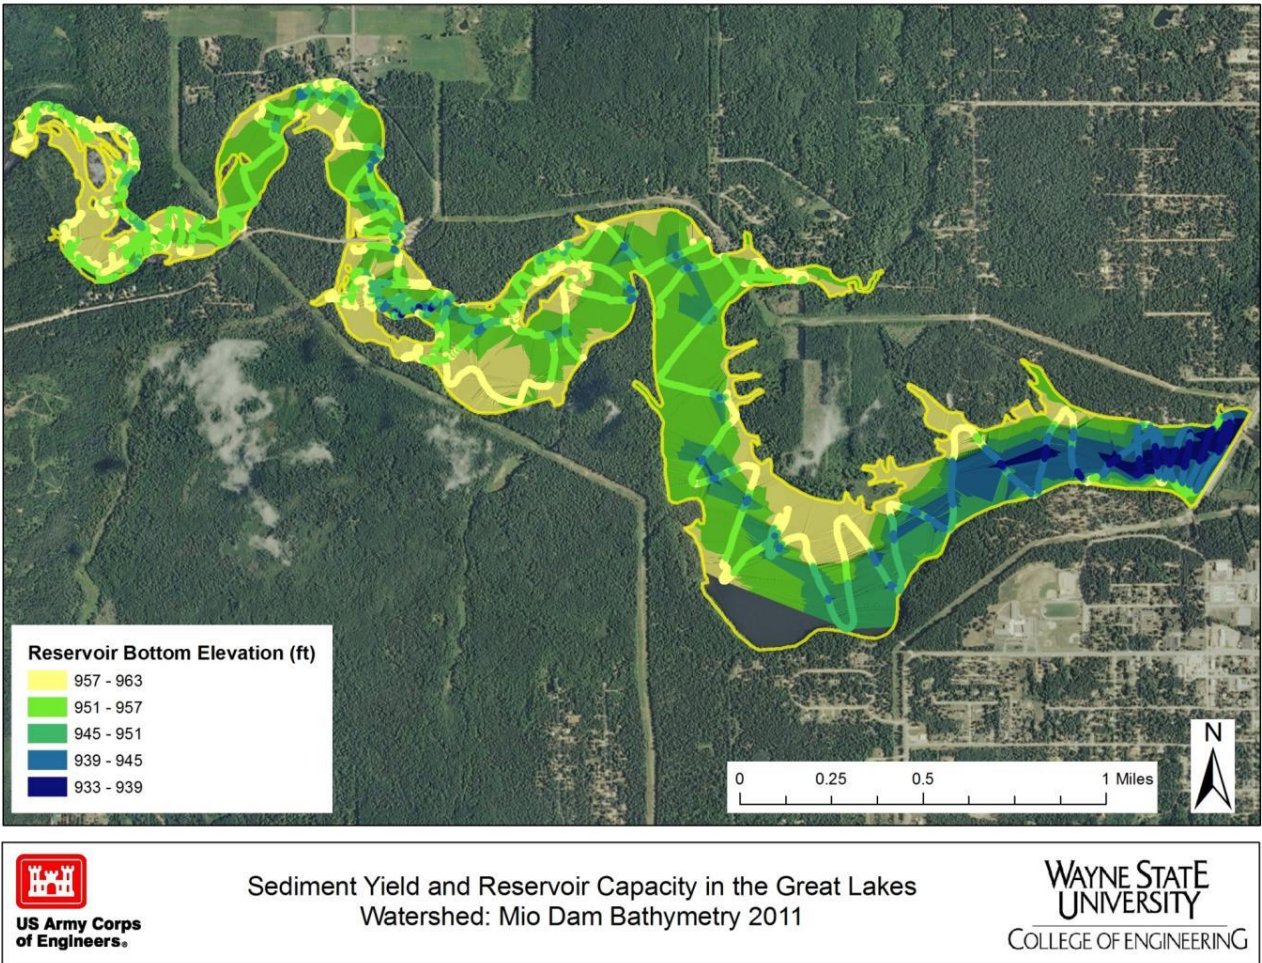 Reservoir Bottom Elevation (ft)
957 - 963
951 - 957
945 - 951
939 - 945
933 - 939
0 0.25 0.5 1 Miles
N
US Army Corps
of Engineers®
Sediment Yield and Reservoir Capacity in the Great Lakes
Watershed: Mio Dam Bathymetry 2011
WAYNE STATE
UNIVERSITY
COLLEGE OF ENGINEERING